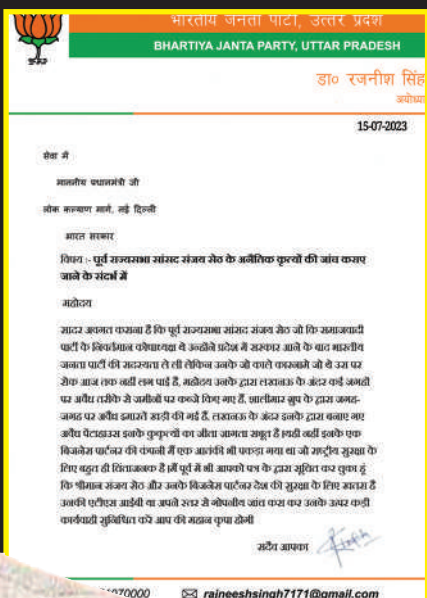 भारतीय जनता पार्टी, उत्तर प्रदेश
BHARTIYA JANTA PARTY, UTTAR PRADESH
डा० रजनीश सिंह
अयोध्या
15-07-2023
सेवा में
माननीय प्रधानमंत्री जी
लोक कल्याण मार्ग, नई दिल्ली
भारत सरकार
विषय :- पूर्व राज्यसभा सांसद संजय सेठ के अनैतिक कृत्यों की जांच कराए
जाने के संदर्भ में
महोदय
सादर अवगत कराना है कि पूर्व राज्यसभा सांसद संजय सेठ जो कि समाजवादी
पार्टी के निवर्तमान कोषाध्यक्ष थे उन्होंने प्रदेश में सरकार आने के बाद भारतीय
जनता पार्टी की सदस्यता ले ली लेकिन उनके जो काले कारनामे जो थे उस पर
रोक आज तक नहीं लग पाई है, महोदय उनके द्वारा लखनऊ के अंदर कई जगहों
पर अवैध तरीके से जमीनों पर कब्जे किए गए हैं, शालीमार ग्रुप के द्वारा जगह-
जगह पर अवैध इमारतें खड़ी की गई हैं. लखनऊ के अंदर इनके द्वारा बनाए गए
अवैध पेंटाहाउस इनके कुकृत्यों का जीता जागता सबूत है यही नहीं इनके एक
बिजनेस पार्टनर की कंपनी मैं एक आतंकी भी पकड़ा गया था जो राष्ट्रीय सुरक्षा के
लिए बहुत ही चिंताजनक है।मैं पूर्व में भी आपको पत्र के द्वारा सूचित कर चुका हूं
कि श्रीमान संजय सेठ और उनके बिजनेस पार्टनर देश की सुरक्षा के लिए खतरा है
उनकी एटीएस आईबी या अपने स्तर से गोपनीय जांच करा कर उनके ऊपर कड़ी
कार्यवाही सुनिश्चित करें आप की महान कृपा होगी
सदैव आपका
070000 raineeshsingh7171@gmail.com